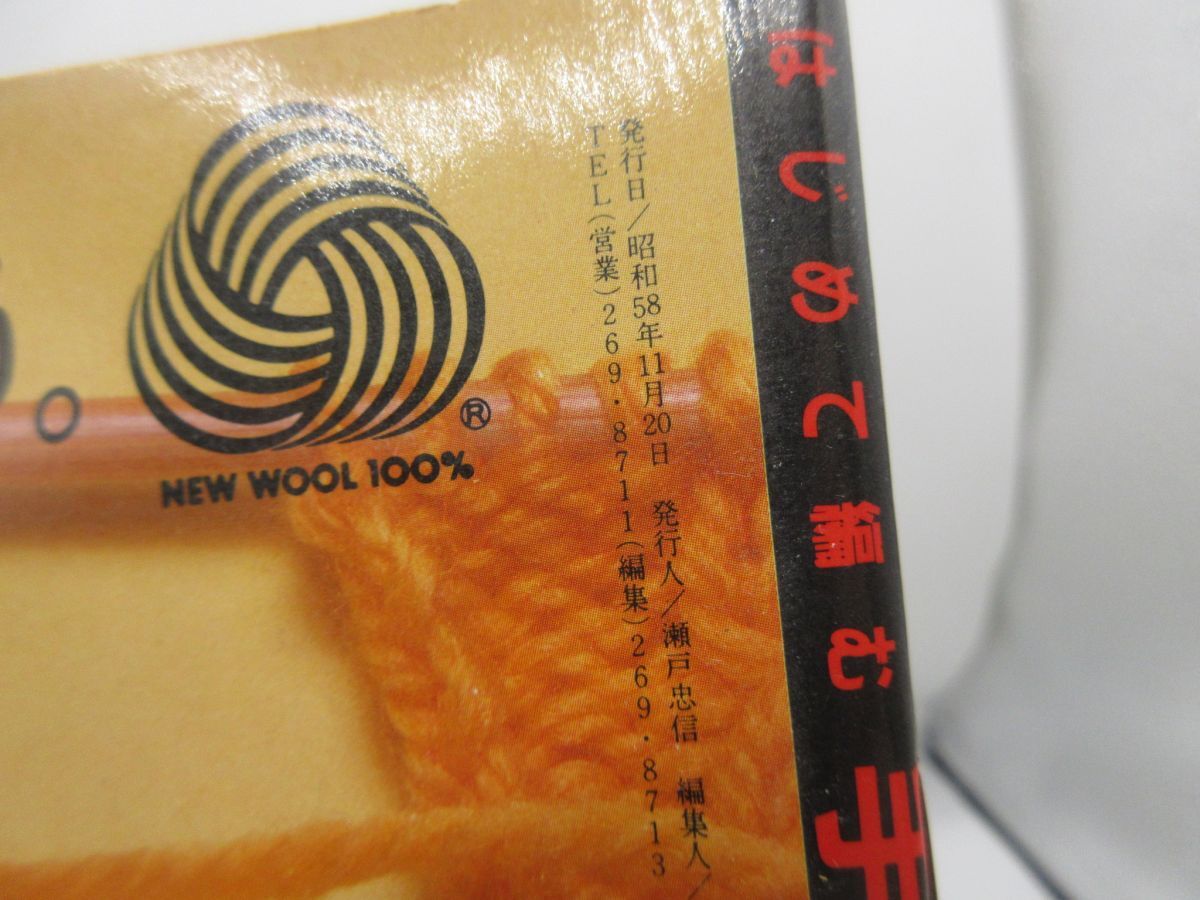 はじめて編む手
発行日/昭和58年11月20日 発行人/瀬戸忠信 編集人/
TEL(営業)269・8711(編集)269・8713
。
®
NEW WOOL 100%